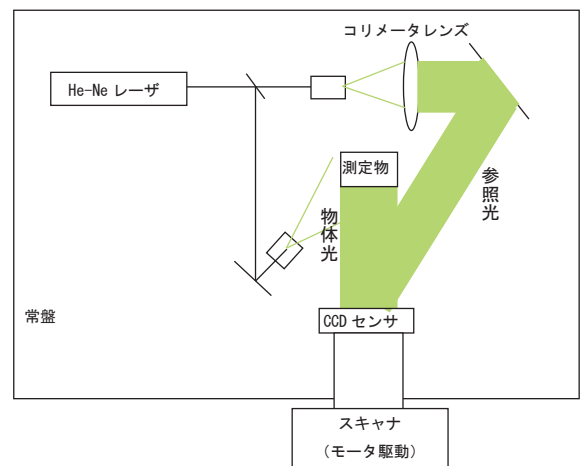 コリメータレンズ
He-Ne レーザ
測定物
参照光
物体光
常盤
CCD センサ
スキャナ
（モータ駆動）